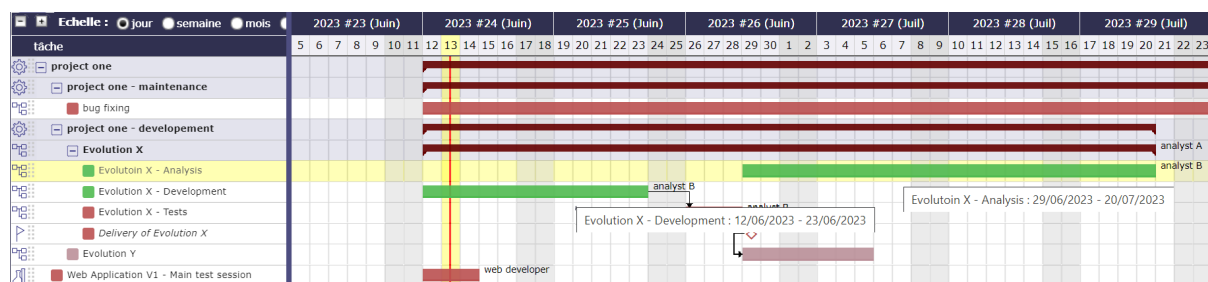 Echelle : jour semaine mois
2023 #23 (Juin) 2023 #24 (Juin) 2023 #25 (Juin) 2023 #26 (Juin) 2023 #27 (Juil) 2023 #28 (Juil) 2023 #29 (Juil)
tâche
5 6 7 8 9 10 11 12 13 14 15 16 17 18 19 20 21 22 23 24 25 26 27 28 29 30 1 2 3 4 5 6 7 8 9 10 11 12 13 14 15 16 17 18 19 20 21 22 23
project one
project one - maintenance
bug fixing
project one - developement
Evolution X analyst A
Evolutoin X - Analysis analyst B
Evolution X - Development analyst B
Evolutoin X - Analysis : 29/06/2023 - 20/07/2023
Evolution X - Tests
Evolution X - Development : 12/06/2023 - 23/06/2023
Delivery of Evolution X
Evolution Y
Web Application V1 - Main test session web developer